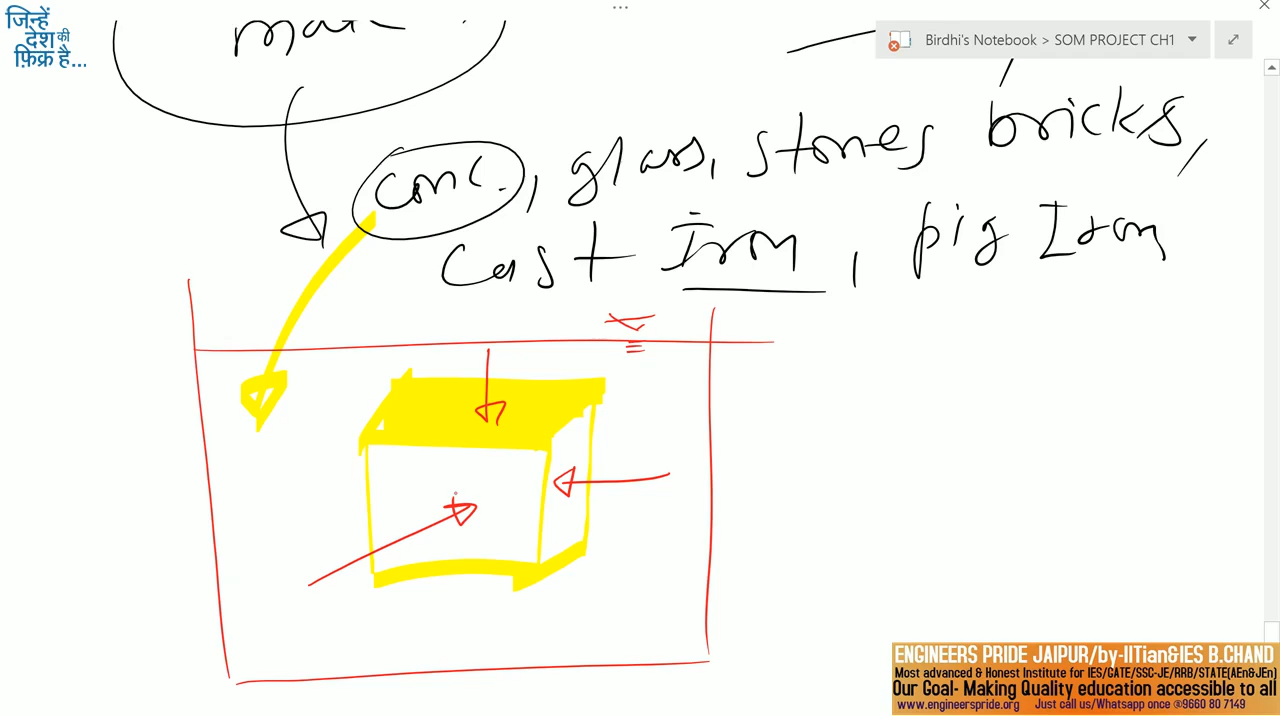 जिन्हें
देश की
फ़िक्र है...
Birdhi's Notebook > SOM PROJECT CH1
conc., glass, stones bricks,
Cast Iron, pig Iron
ENGINEERS PRIDE JAIPUR/by-IITian&IES B.CHAND
Most advanced & Honest Institute for IES/GATE/SSC-JE/RRB/STATE(AEn&JEn)
Our Goal- Making Quality education accessible to all
www.engineerspride.org Just call us/Whatsapp once @9660 80 7149